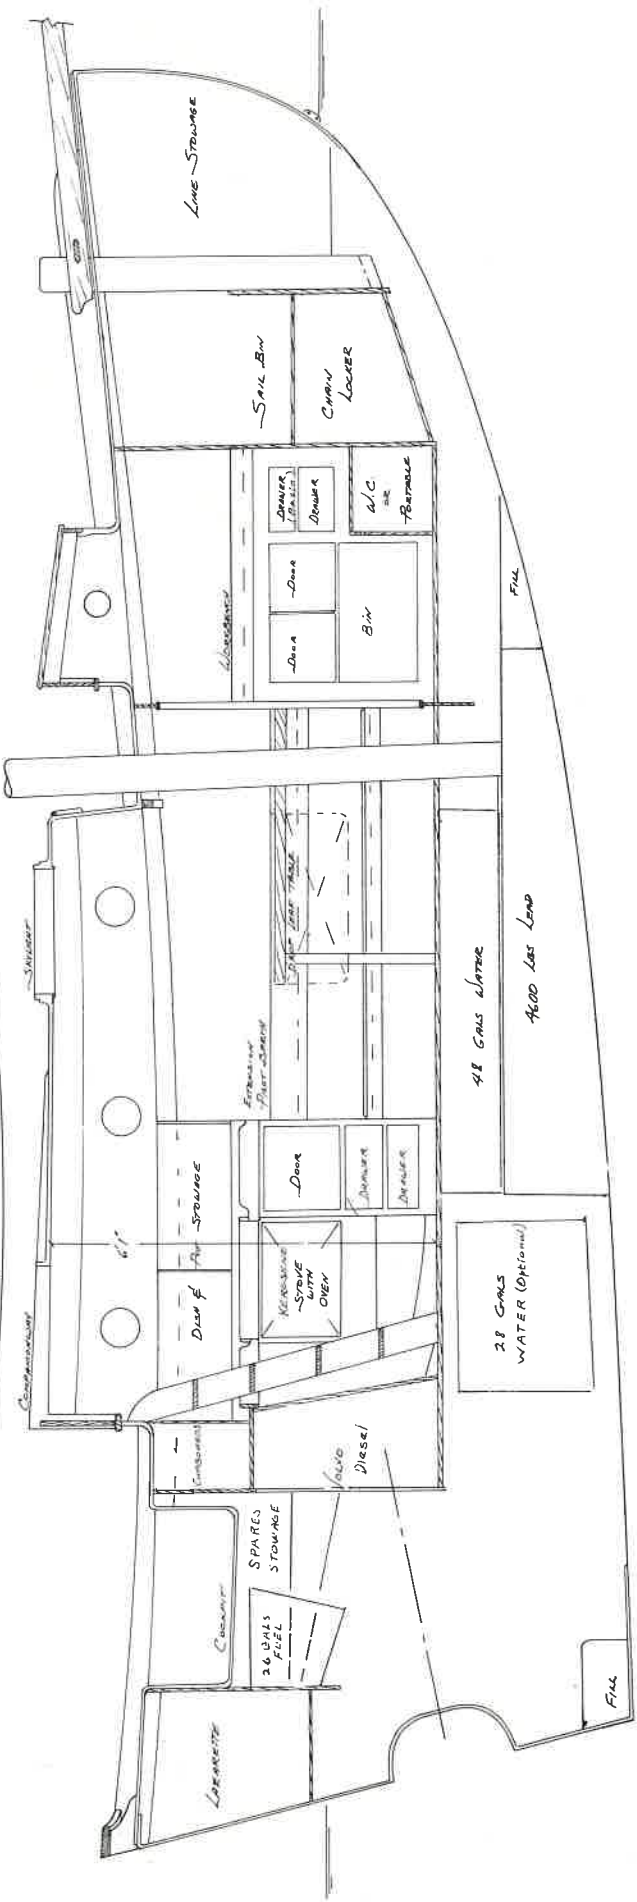 LINE STOWAGE
SAIL BIN
CHAIN
LOCKER
DRAWER
(BASIN)
DRAWER
W.C.
OR
PORTABLE
DOOR
DOOR
BIN
WORKBENCH
FILL
SKYLIGHT
DROP LEAF TABLE
EXTENSION
PILOT BERTH
48 GALS WATER
4600 LBS LEAD
DOOR
DRAWER
DRAWER
DISH &
POT STOWAGE
6'1"
KEROSENE
STOVE
WITH
OVEN
COMPANIONWAY
28 GALS
WATER (Optional)
VOLVO
Diesel
SPARES
STOWAGE
COCKPIT
26 GALS
FUEL
LAZARETTE
FILL